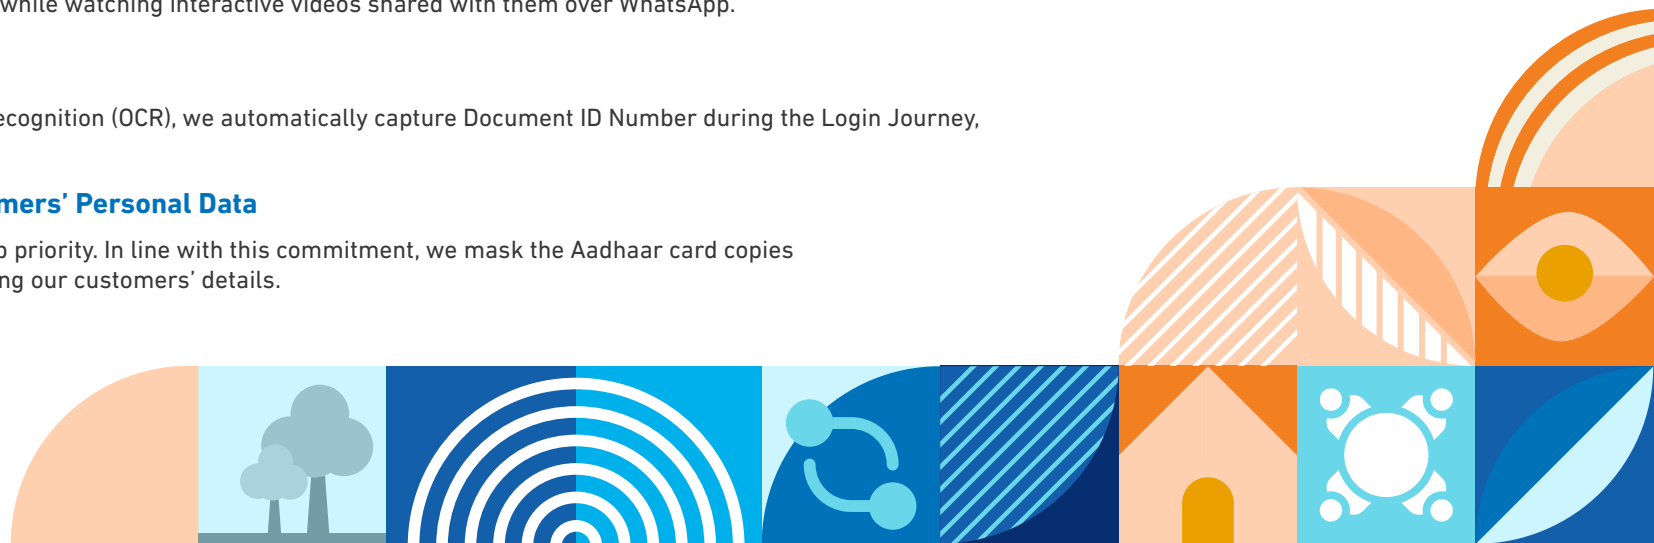 while watching interactive videos shared with them over WhatsApp.
ecognition (OCR), we automatically capture Document ID Number during the Login Journey,
mers’ Personal Data
priority. In line with this commitment, we mask the Aadhaar card copies
ng our customers’ details.